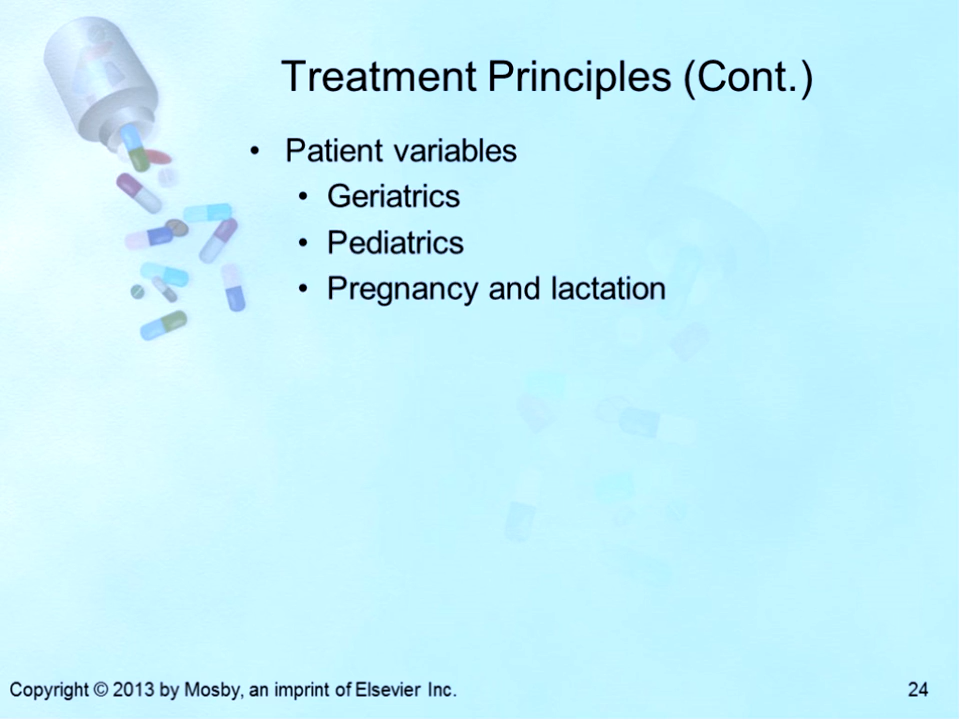 Treatment Principles (Cont.)
• Patient variables
• Geriatrics
• Pediatrics
• Pregnancy and lactation
Copyright © 2013 by Mosby, an imprint of Elsevier Inc.
24